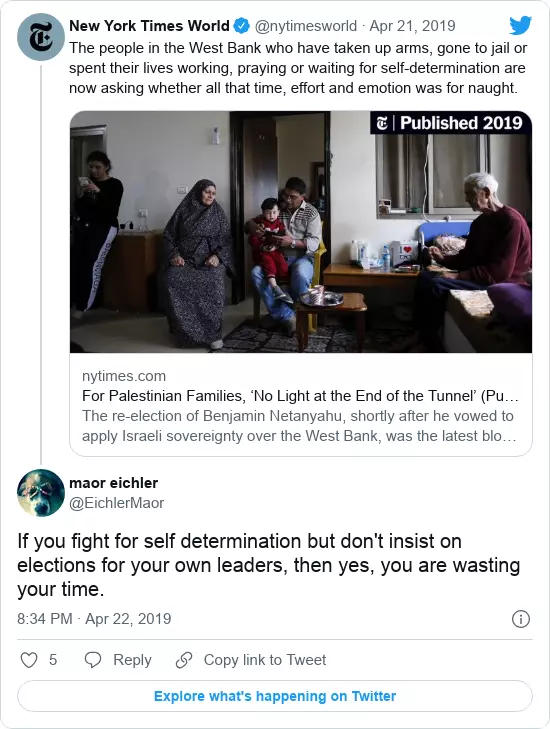 New York Times World @nytimesworld · Apr 21, 2019
The people in the West Bank who have taken up arms, gone to jail or
spent their lives working, praying or waiting for self-determination are
now asking whether all that time, effort and emotion was for naught.
Published 2019
nytimes.com
For Palestinian Families, ‘No Light at the End of the Tunnel’ (Pu…
The re-election of Benjamin Netanyahu, shortly after he vowed to
apply Israeli sovereignty over the West Bank, was the latest blo…
maor eichler
@EichlerMaor
If you fight for self determination but don't insist on
elections for your own leaders, then yes, you are wasting
your time.
8:34 PM · Apr 22, 2019
5 Reply Copy link to Tweet
Explore what's happening on Twitter